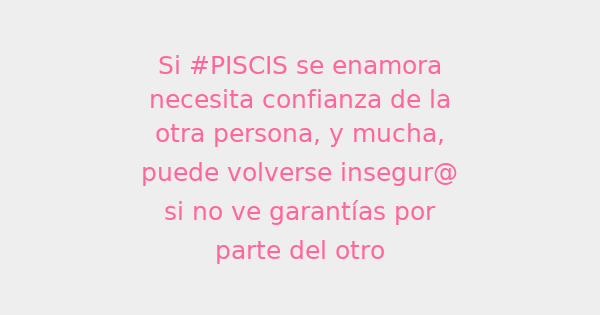 Si #PISCIS se enamora
necesita confianza de la
otra persona, y mucha,
puede volverse insegur@
si no ve garantías por
parte del otro